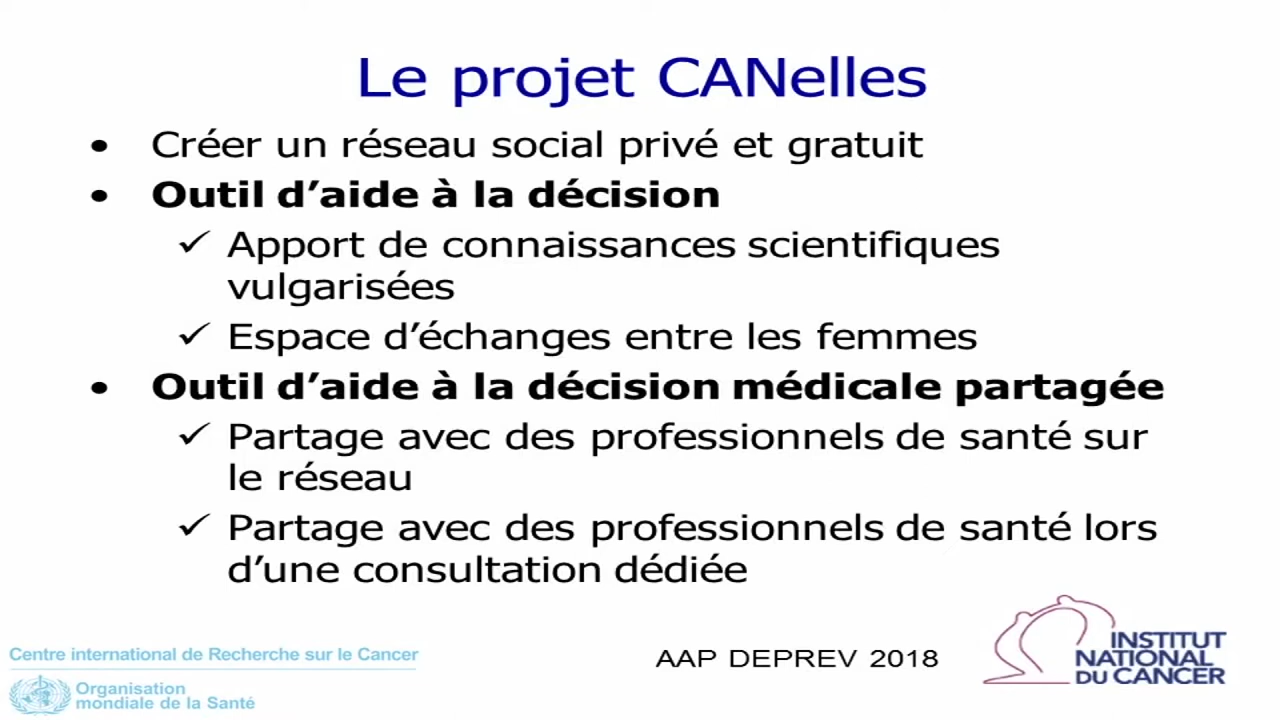 Le projet CANelles
• Créer un réseau social privé et gratuit
• Outil d’aide à la décision
✓ Apport de connaissances scientifiques
vulgarisées
✓ Espace d’échanges entre les femmes
• Outil d’aide à la décision médicale partagée
✓ Partage avec des professionnels de santé sur
le réseau
✓ Partage avec des professionnels de santé lors
d’une consultation dédiée
Centre international de Recherche sur le Cancer
Organisation
mondiale de la Santé
AAP DEPREV 2018
INSTITUT
NATIONAL
DU CANCER